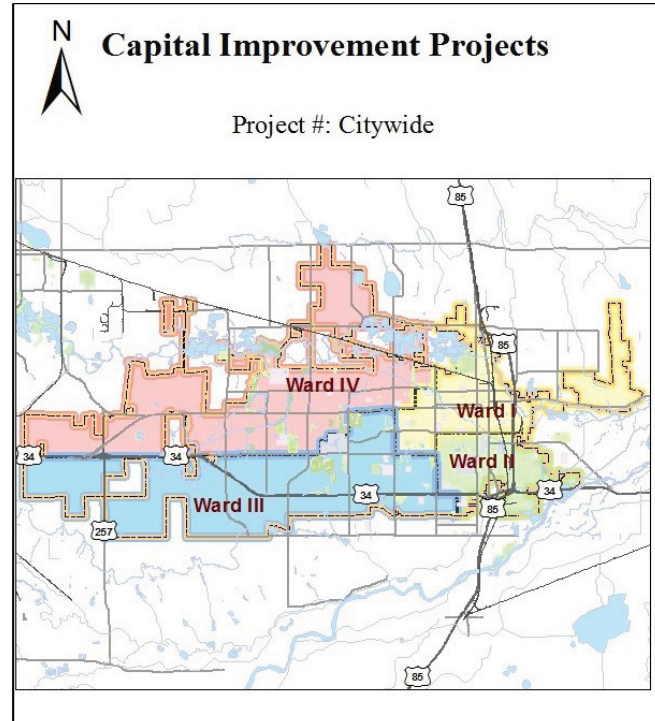 N
Capital Improvement Projects
Project #: Citywide
85
85
Ward IV
Ward I
34
34
Ward II
Ward III
34
34
85
257
85